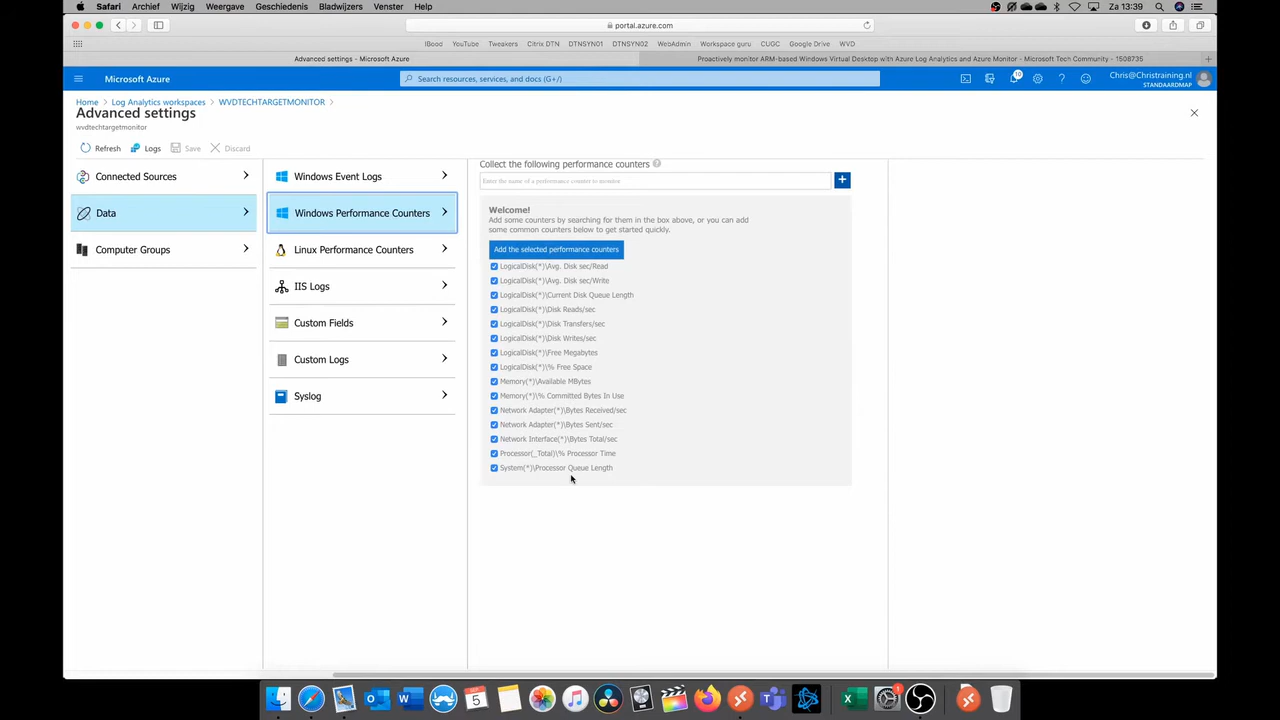 Safari Archief Wijzig Weergave Geschiedenis Bladwijzers Venster Help Za 13:39
portal.azure.com
IBood YouTube Tweakers Citrix DTN DTNSYN01 DTNSYN02 WebAdmin Workspace guru CUGC Google Drive WVD
Advanced settings - Microsoft Azure Proactively monitor ARM-based Windows Virtual Desktop with Azure Log Analytics and Azure Monitor - Microsoft Tech Community - 1508735
Microsoft Azure Search resources, services, and docs (G+/) 10 Chris@Christraining.nl
STANDAARDMAP
Home Log Analytics workspaces WVDTECHTARGETMONITOR
Advanced settings
wvdtechtargetmonitor
Refresh Logs Save Discard
Connected Sources
Data
Computer Groups
Windows Event Logs
Windows Performance Counters
Linux Performance Counters
IIS Logs
Custom Fields
Custom Logs
Syslog
Collect the following performance counters
Enter the name of a performance counter to monitor
Welcome!
Add some counters by searching for them in the box above, or you can add
some common counters below to get started quickly.
Add the selected performance counters
LogicalDisk(*)\Avg. Disk sec/Read
LogicalDisk(*)\Avg. Disk sec/Write
LogicalDisk(*)\Current Disk Queue Length
LogicalDisk(*)\Disk Reads/sec
LogicalDisk(*)\Disk Transfers/sec
LogicalDisk(*)\Disk Writes/sec
LogicalDisk(*)\Free Megabytes
LogicalDisk(*)\% Free Space
Memory(*)\Available MBytes
Memory(*)\% Committed Bytes In Use
Network Adapter(*)\Bytes Received/sec
Network Adapter(*)\Bytes Sent/sec
Network Interface(*)\Bytes Total/sec
Processor(_Total)\% Processor Time
System(*)\Processor Queue Length
5
1